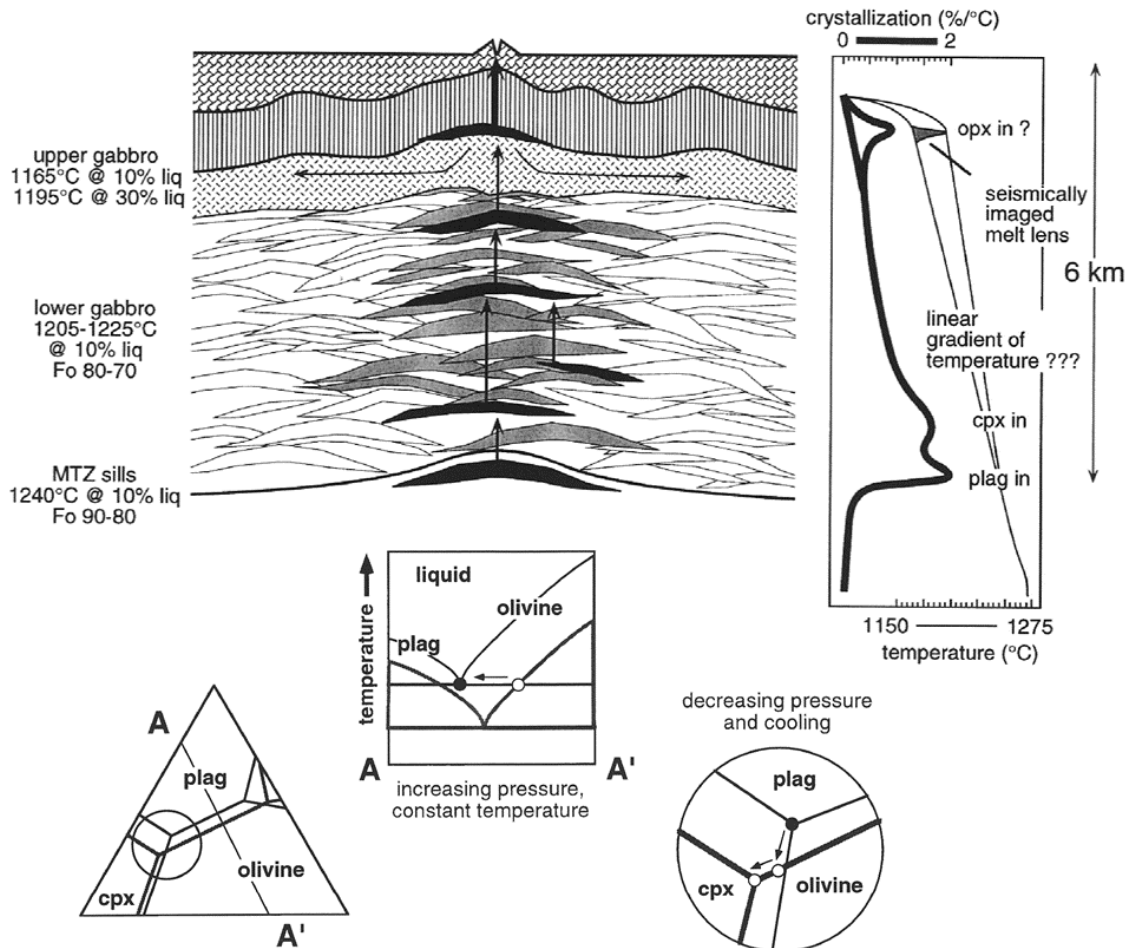 crystallization (%/°C)
0 2
upper gabbro
1165°C @ 10% liq
1195°C @ 30% liq
lower gabbro
1205-1225°C
@ 10% liq
Fo 80-70
MTZ sills
1240°C @ 10% liq
Fo 90-80
opx in ?
seismically
imaged
melt lens
6 km
linear
gradient of
temperature ???
cpx in
plag in
1150 1275
temperature (°C)
temperature
liquid
olivine
plag
A A'
increasing pressure,
constant temperature
A
plag
olivine
cpx
A'
decreasing pressure
and cooling
plag
cpx
olivine